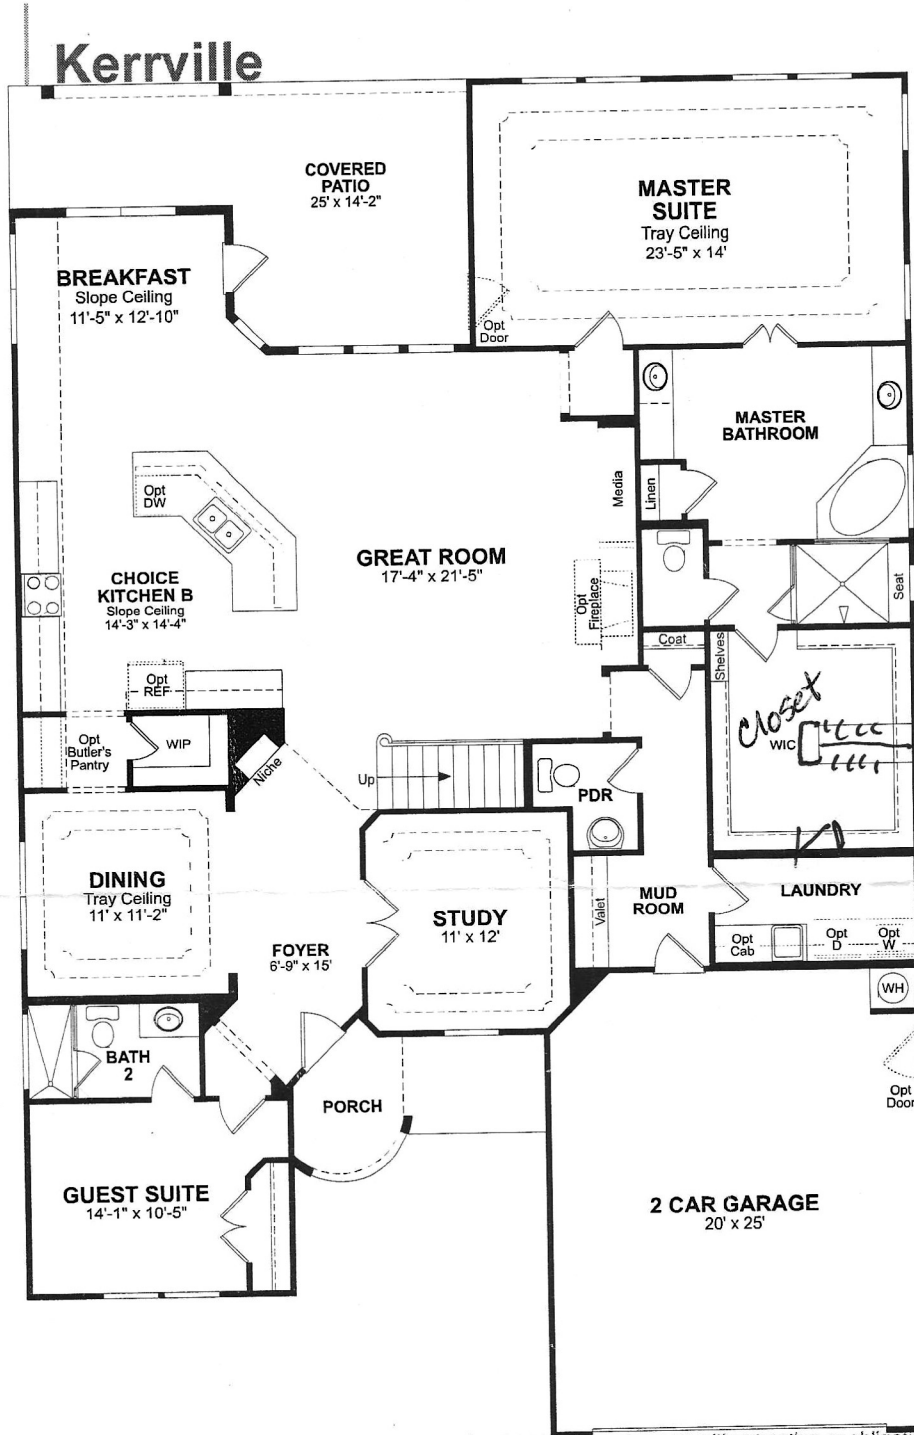 Kerrville
COVERED
PATIO
25' x 14'-2"
MASTER
SUITE
Tray Ceiling
23'-5" x 14'
BREAKFAST
Slope Ceiling
11'-5" x 12'-10"
Opt
Door
MASTER
BATHROOM
Linen
Media
Opt
DW
GREAT ROOM
17'-4" x 21'-5"
CHOICE
KITCHEN B
Slope Ceiling
14'-3" x 14'-4"
Opt
Fireplace
Seat
Coat
Shelves
Opt
REF
Closet
WIC
Opt
Butler's
Pantry
WIP
Niche
Up
PDR
DINING
Tray Ceiling
11' x 11'-2"
STUDY
11' x 12'
FOYER
6'-9" x 15'
Valet
MUD
ROOM
LAUNDRY
Opt
Cab
Opt
D
Opt
W
WH
BATH
2
PORCH
Opt
Door
GUEST SUITE
14'-1" x 10'-5"
2 CAR GARAGE
20' x 25'